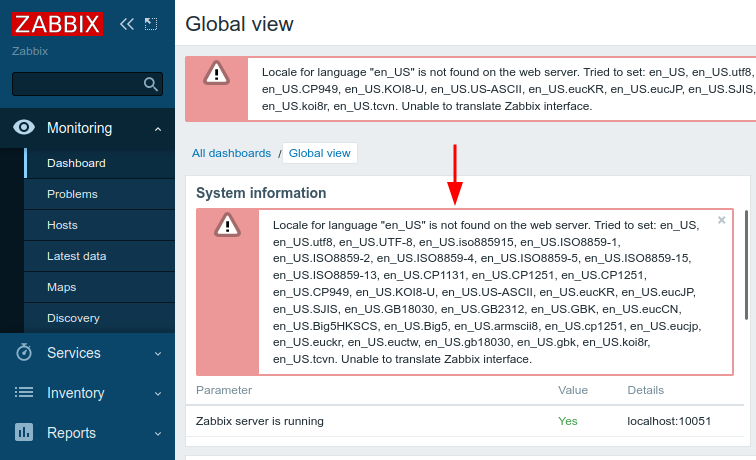 ZABBIX
Zabbix
Monitoring
Dashboard
Problems
Hosts
Latest data
Maps
Discovery
Services
Inventory
Reports
Global view
Locale for language "en_US" is not found on the web server. Tried to set: en_US, en_US.utf8,
en_US.CP949, en_US.KOI8-U, en_US.US-ASCII, en_US.eucKR, en_US.eucJP, en_US.SJIS,
en_US.koi8r, en_US.tcvn. Unable to translate Zabbix interface.
All dashboards / Global view
System information
Locale for language "en_US" is not found on the web server. Tried to set: en_US,
en_US.utf8, en_US.UTF-8, en_US.iso885915, en_US.ISO8859-1,
en_US.ISO8859-2, en_US.ISO8859-4, en_US.ISO8859-5, en_US.ISO8859-15,
en_US.ISO8859-13, en_US.CP1131, en_US.CP1251, en_US.CP1251,
en_US.CP949, en_US.KOI8-U, en_US.US-ASCII, en_US.eucKR, en_US.eucJP,
en_US.SJIS, en_US.GB18030, en_US.GB2312, en_US.GBK, en_US.eucCN,
en_US.Big5HKSCS, en_US.Big5, en_US.armscii8, en_US.cp1251, en_US.eucjp,
en_US.euckr, en_US.euctw, en_US.gb18030, en_US.gbk, en_US.koi8r,
en_US.tcvn. Unable to translate Zabbix interface.
Parameter Value Details
Zabbix server is running Yes localhost:10051